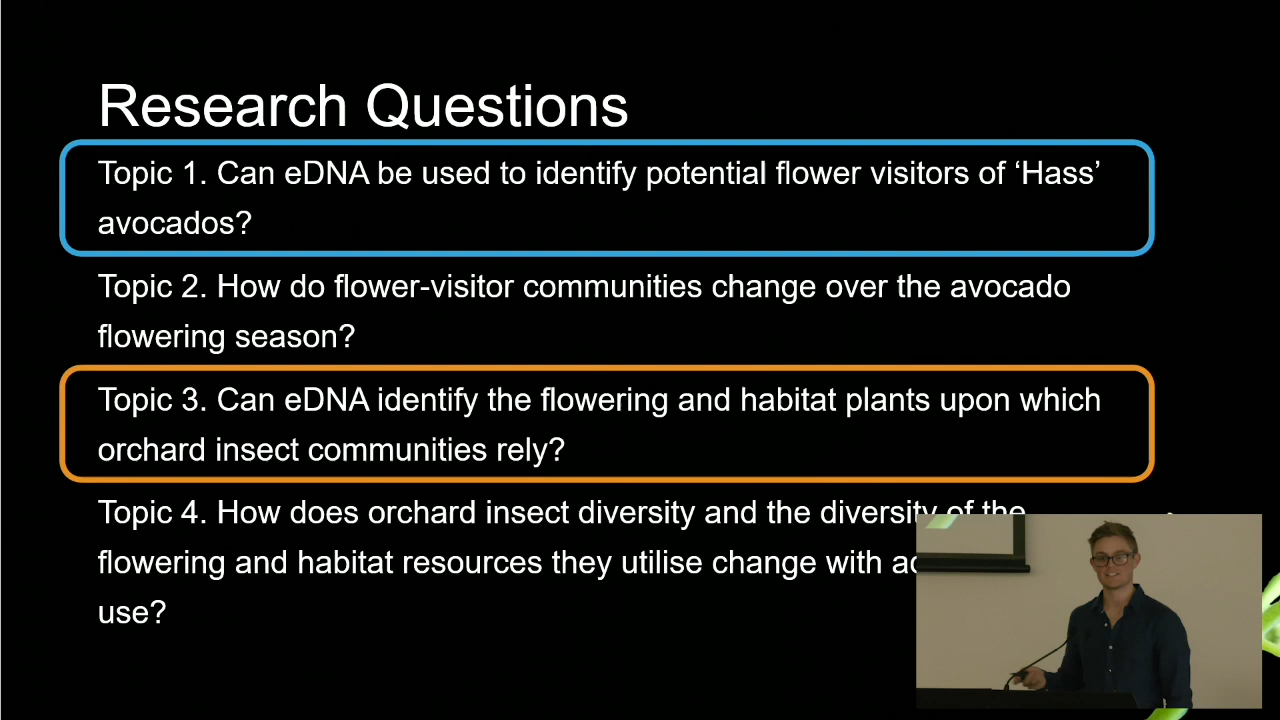 Research Questions
Topic 1. Can eDNA be used to identify potential flower visitors of ‘Hass’
avocados?
Topic 2. How do flower-visitor communities change over the avocado
flowering season?
Topic 3. Can eDNA identify the flowering and habitat plants upon which
orchard insect communities rely?
Topic 4. How does orchard insect diversity and the diversity of the
flowering and habitat resources they utilise change with
use?